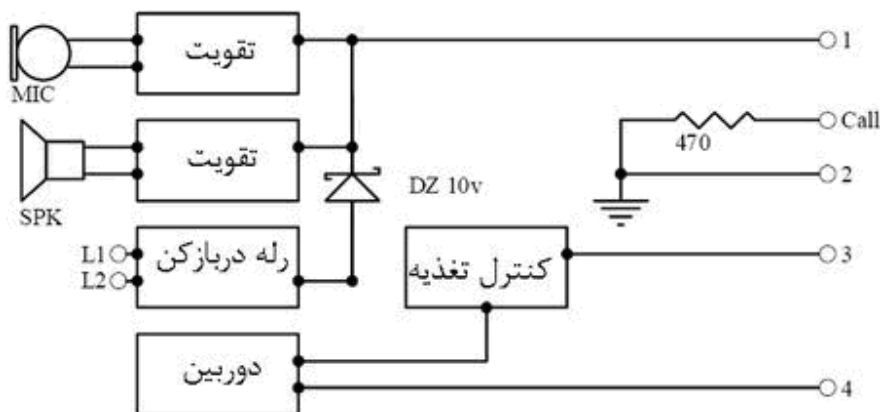 تقویت
1
MIC
Call
470
تقویت
2
DZ 10v
SPK
L1
رله دربازکن
کنترل تغذیه
3
L2
دوربین
4